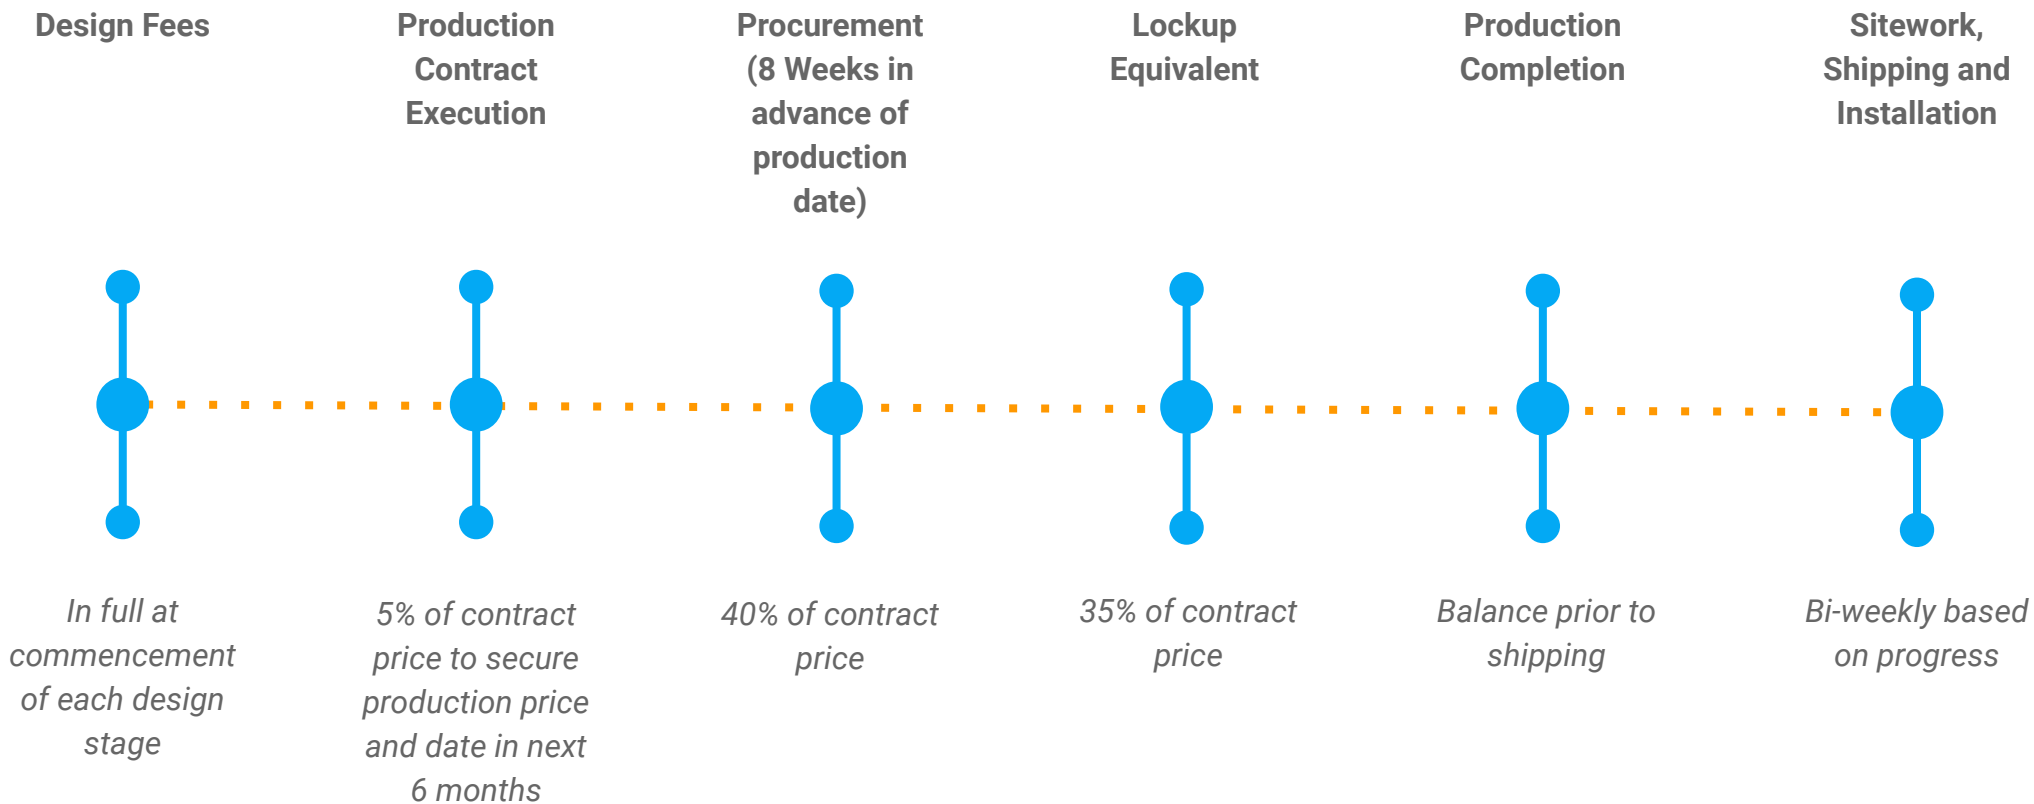 Design Fees
Production
Contract
Execution
Procurement
(8 Weeks in
advance of
production
date)
Lockup
Equivalent
Production
Completion
Sitework,
Shipping and
Installation
In full at
commencement
of each design
stage
5% of contract
price to secure
production price
and date in next
6 months
40% of contract
price
35% of contract
price
Balance prior to
shipping
Bi-weekly based
on progress